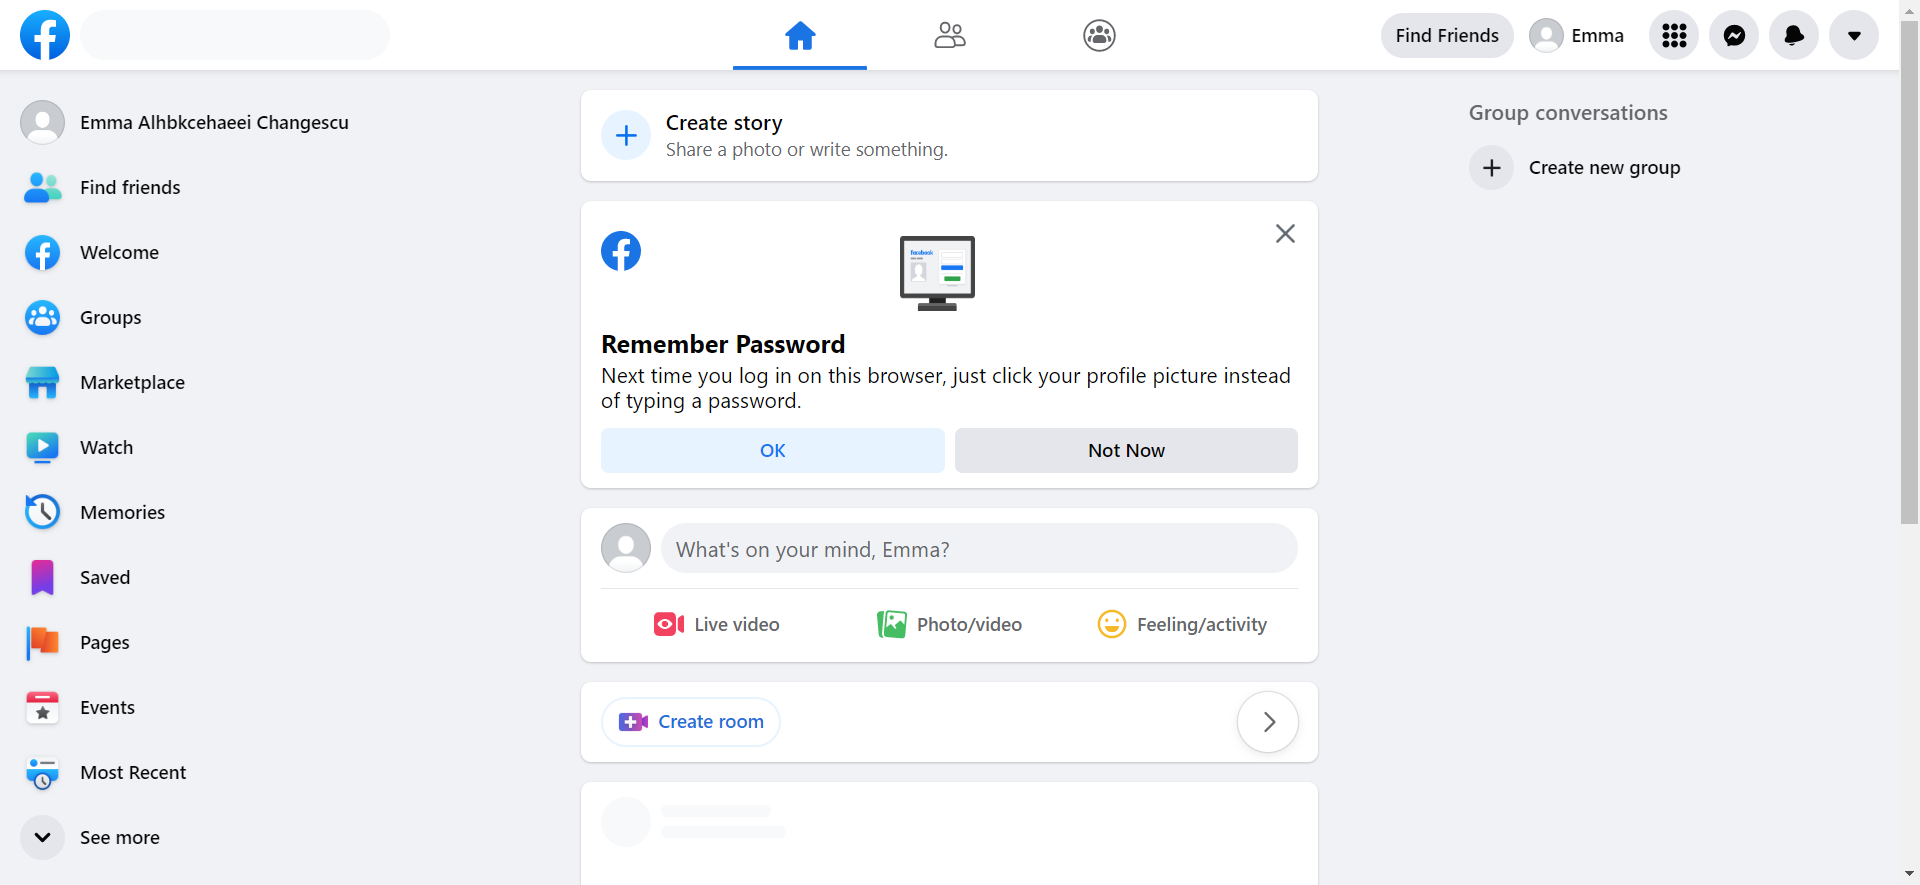 Find Friends
Emma
Emma Alhbkcehaeei Changescu
Find friends
Welcome
Groups
Marketplace
Watch
Memories
Saved
Pages
Events
Most Recent
See more
Create story
Share a photo or write something.
facebook
Remember Password
Next time you log in on this browser, just click your profile picture instead
of typing a password.
OK
Not Now
What's on your mind, Emma?
Live video
Photo/video
Feeling/activity
Create room
Group conversations
Create new group